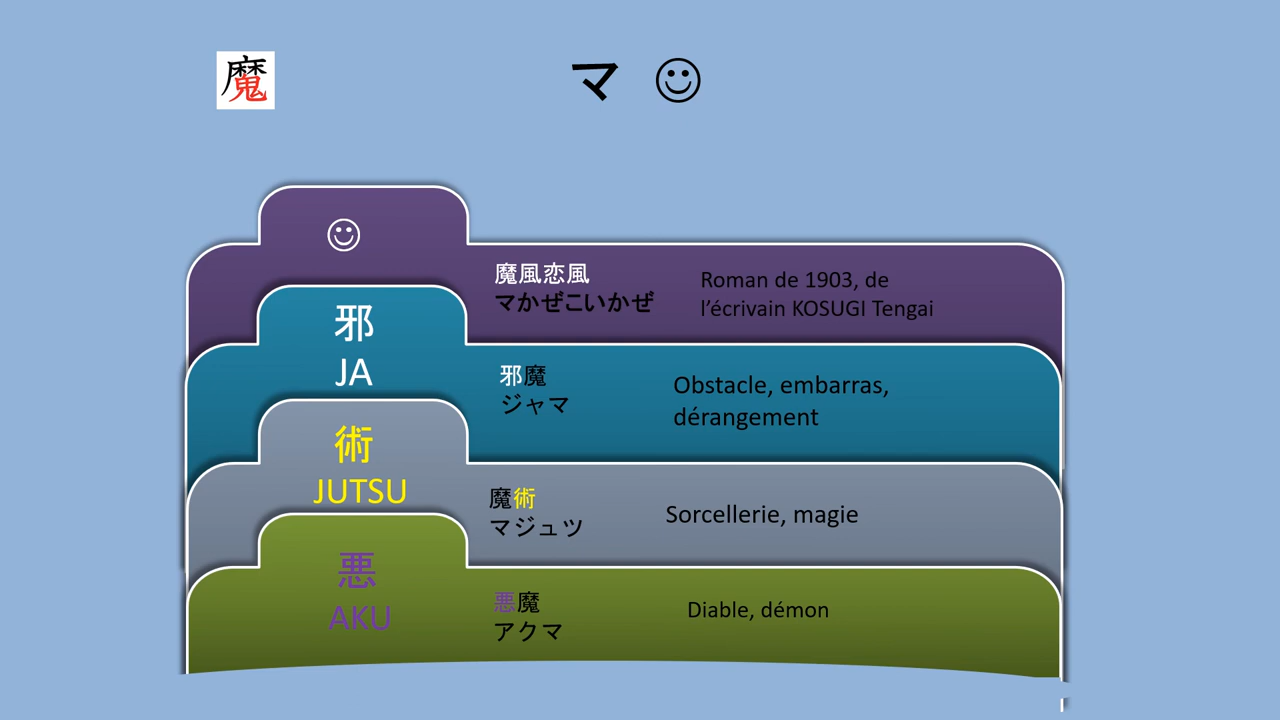 魔
マ ☺
☺
魔風恋風
マかぜこいかぜ
Roman de 1903, de
l’écrivain KOSUGI Tengai
邪
JA
邪魔
ジャマ
Obstacle, embarras,
dérangement
術
JUTSU
魔術
マジュツ
Sorcellerie, magie
悪
AKU
悪魔
アクマ
Diable, démon